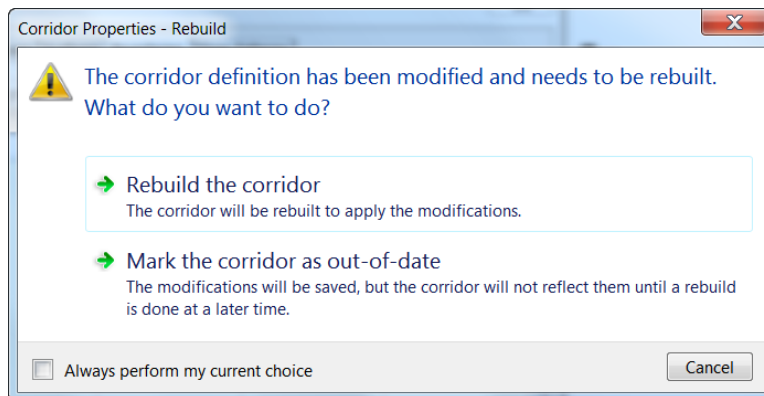 Corridor Properties - Rebuild
The corridor definition has been modified and needs to be rebuilt.
What do you want to do?
Rebuild the corridor
The corridor will be rebuilt to apply the modifications.
Mark the corridor as out-of-date
The modifications will be saved, but the corridor will not reflect them until a rebuild
is done at a later time.
Always perform my current choice
Cancel